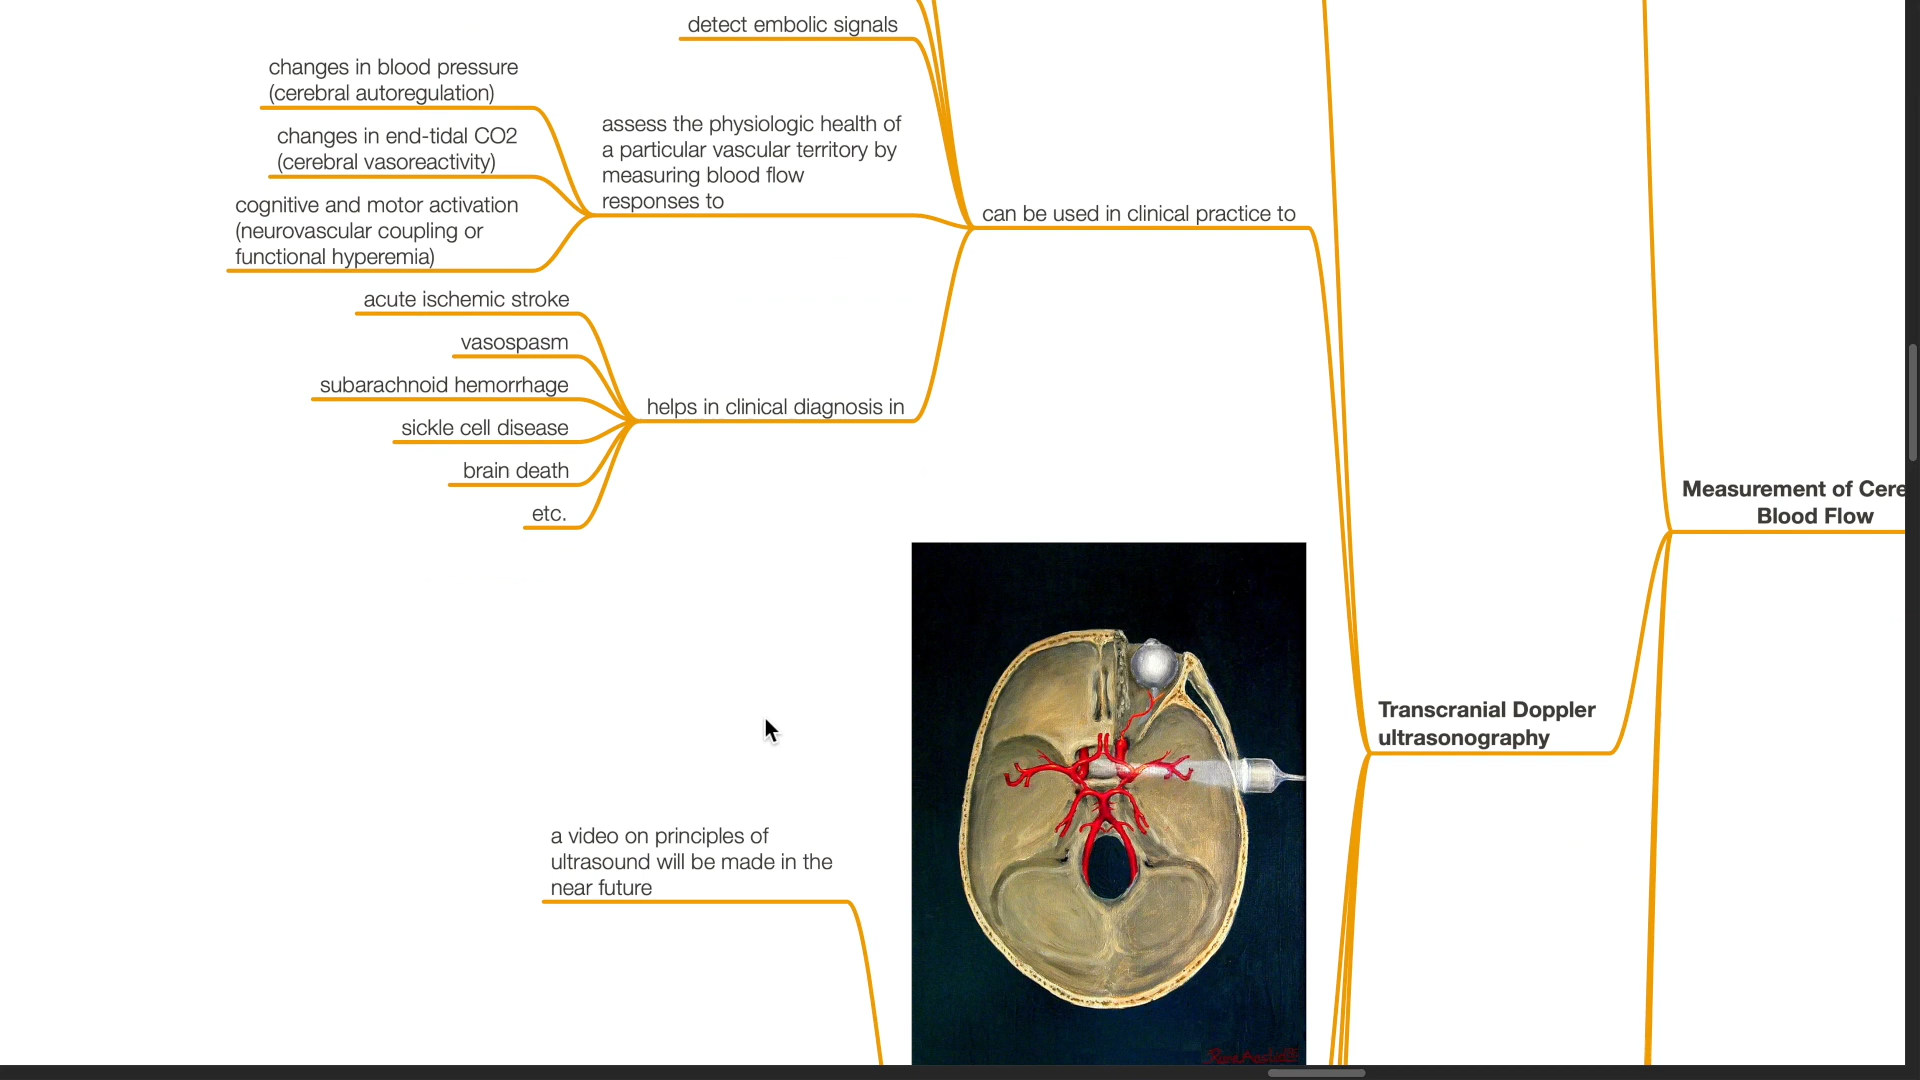 detect embolic signals
changes in blood pressure
(cerebral autoregulation)
changes in end-tidal CO2
(cerebral vasoreactivity)
cognitive and motor activation
(neurovascular coupling or
functional hyperemia)
assess the physiologic health of
a particular vascular territory by
measuring blood flow
responses to
can be used in clinical practice to
acute ischemic stroke
vasospasm
subarachnoid hemorrhage
sickle cell disease
brain death
etc.
helps in clinical diagnosis in
Measurement of Cere
Blood Flow
Transcranial Doppler
ultrasonography
a video on principles of
ultrasound will be made in the
near future